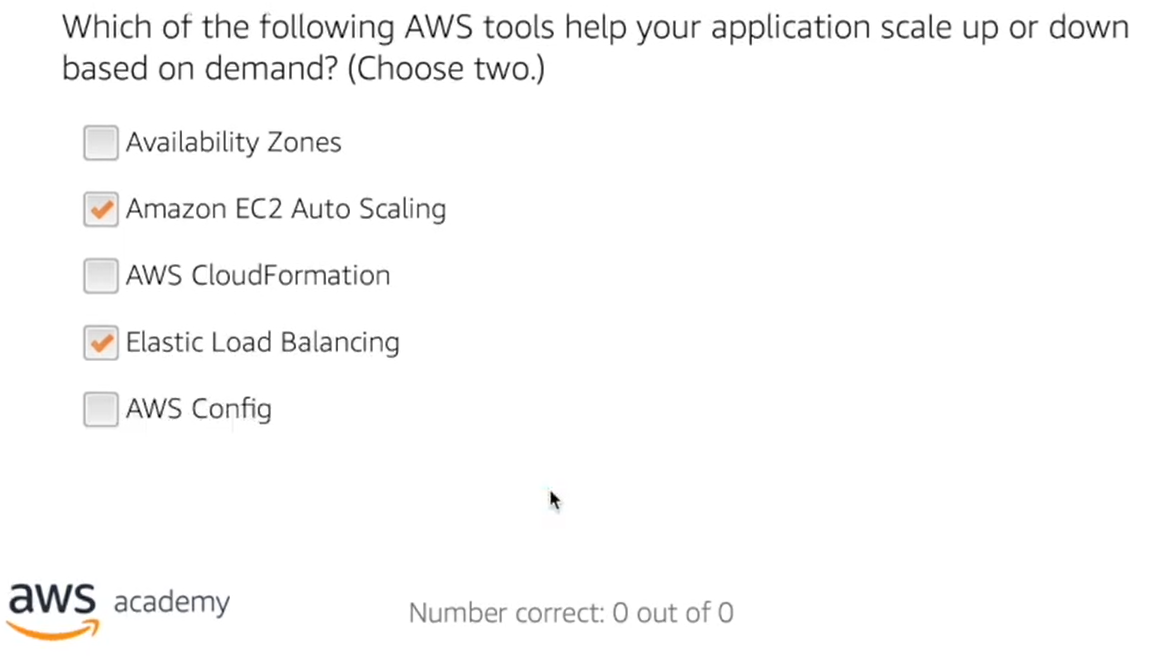 Which of the following AWS tools help your application scale up or down
based on demand? (Choose two.)
Availability Zones
Amazon EC2 Auto Scaling
AWS CloudFormation
Elastic Load Balancing
AWS Config
aws academy
Number correct: 0 out of 0